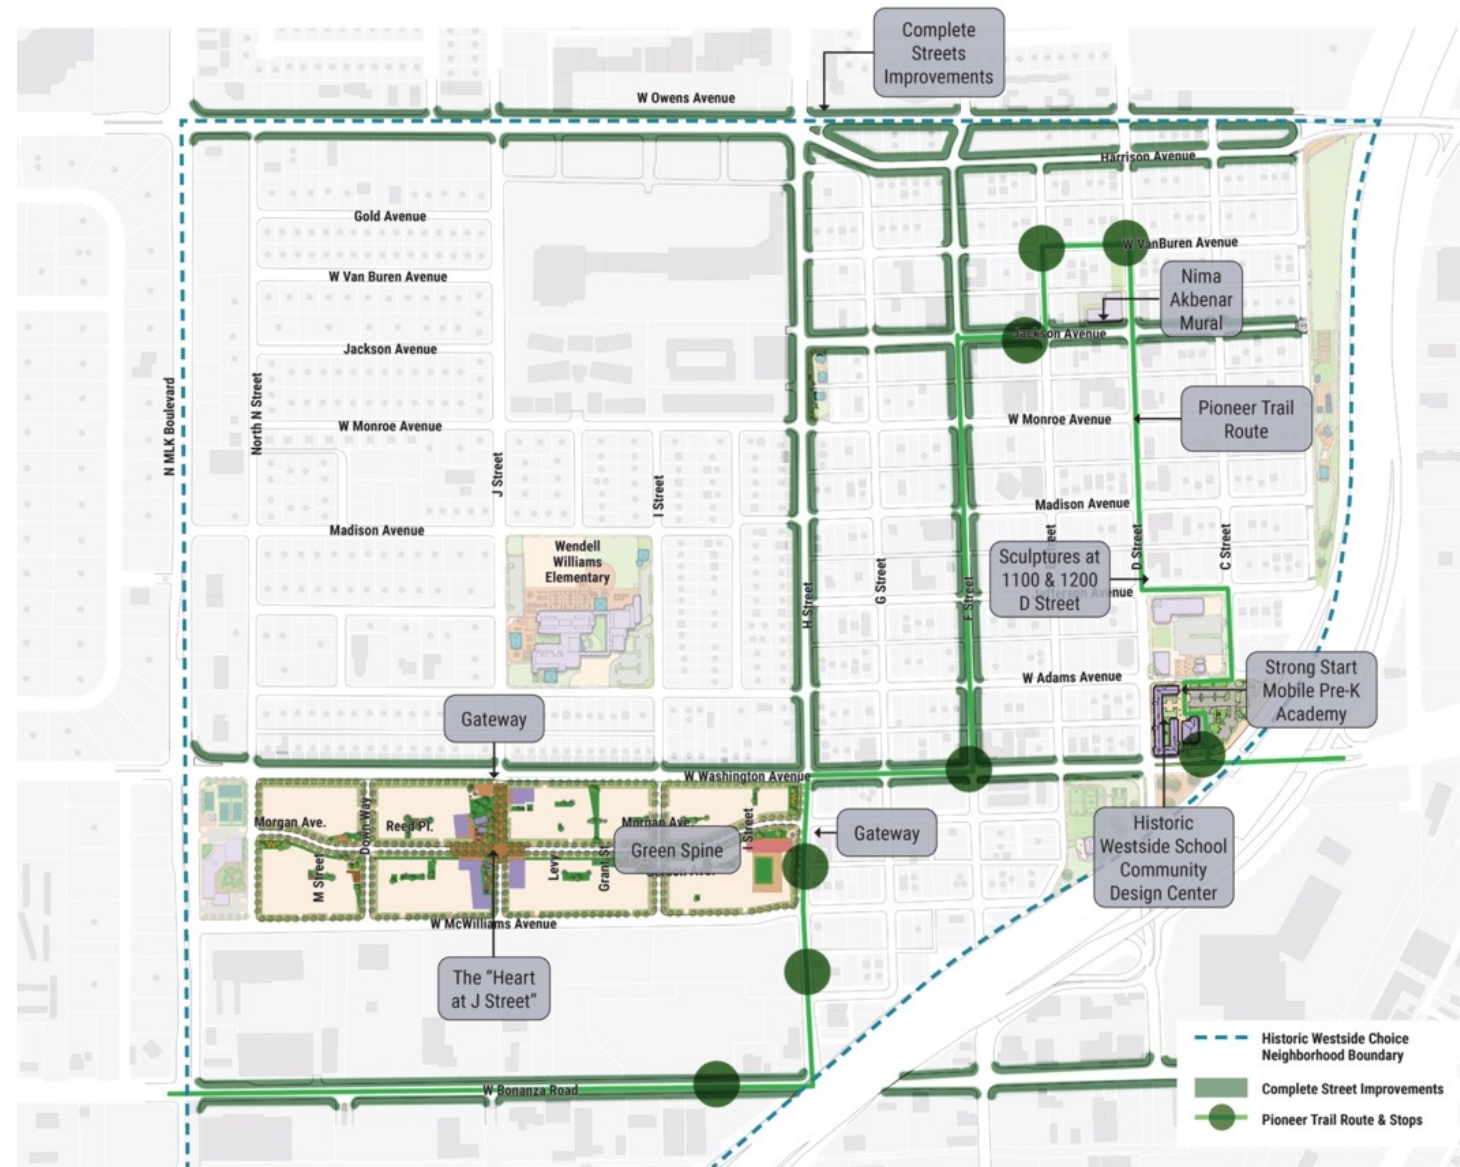 Complete
Streets
Improvements
W Owens Avenue
Harrison Avenue
Gold Avenue
W VanBuren Avenue
W Van Buren Avenue
Nima
Akbenar
Mural
Jackson Avenue
Jackson Avenue
N MLK Boulevard
North N Street
W Monroe Avenue
W Monroe Avenue
Pioneer Trail
Route
J Street
I Street
Madison Avenue
Madison Avenue
Wendell
Williams
Elementary
H Street
G Street
F Street
D Street
C Street
Sculptures at
1100 & 1200
D Street
Avenue
W Adams Avenue
Strong Start
Mobile Pre-K
Academy
Gateway
W Washington Avenue
Morgan Ave.
Down Way
Reed Pl.
Morgan Ave.
I Street
Gateway
Green Spine
M Street
Levy
Grant St.
W McWilliams Avenue
Historic
Westside School
Community
Design Center
The "Heart
at J Street"
W Bonanza Road
Historic Westside Choice
Neighborhood Boundary
Complete Street Improvements
Pioneer Trail Route & Stops